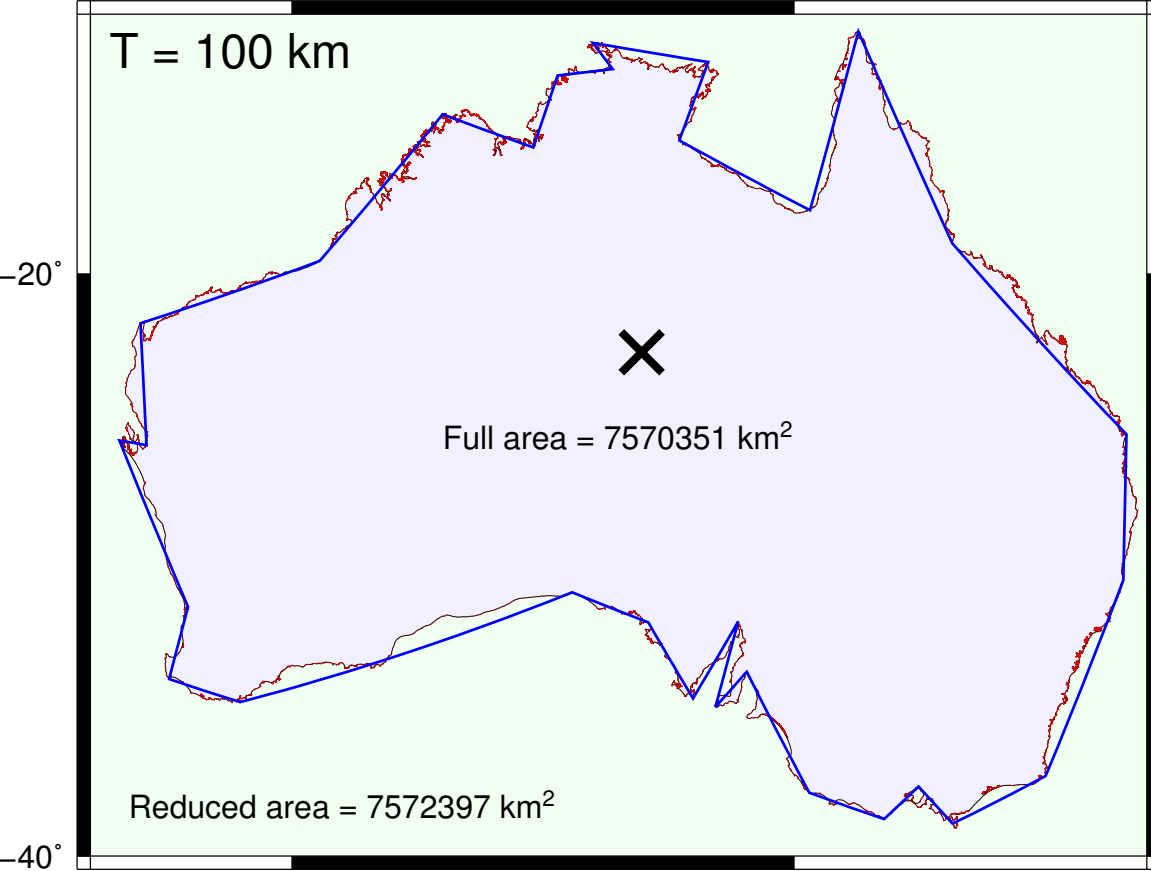 T = 100 km
−20˚
Full area = 7570351 km²
Reduced area = 7572397 km²
−40˚